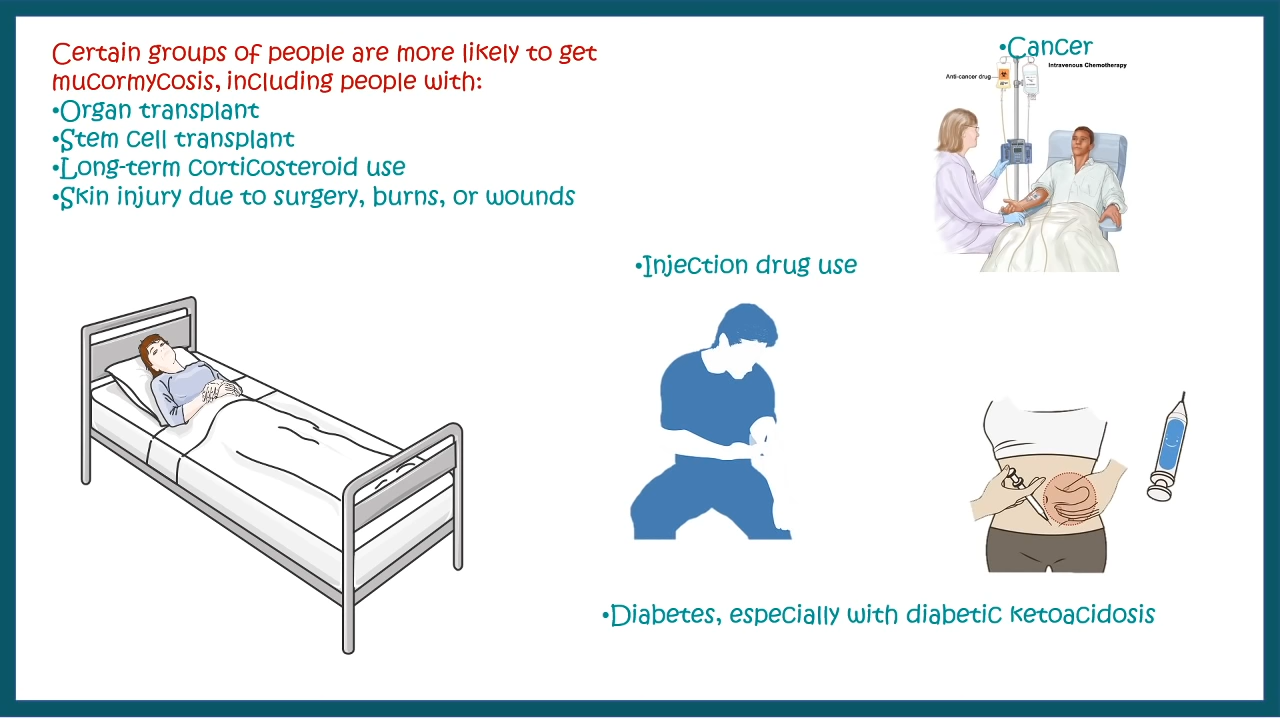 Certain groups of people are more likely to get
mucormycosis, including people with:
•Organ transplant
•Stem cell transplant
•Long-term corticosteroid use
•Skin injury due to surgery, burns, or wounds
•Cancer
Intravenous Chemotherapy
Anti-cancer drug
•Injection drug use
•Diabetes, especially with diabetic ketoacidosis